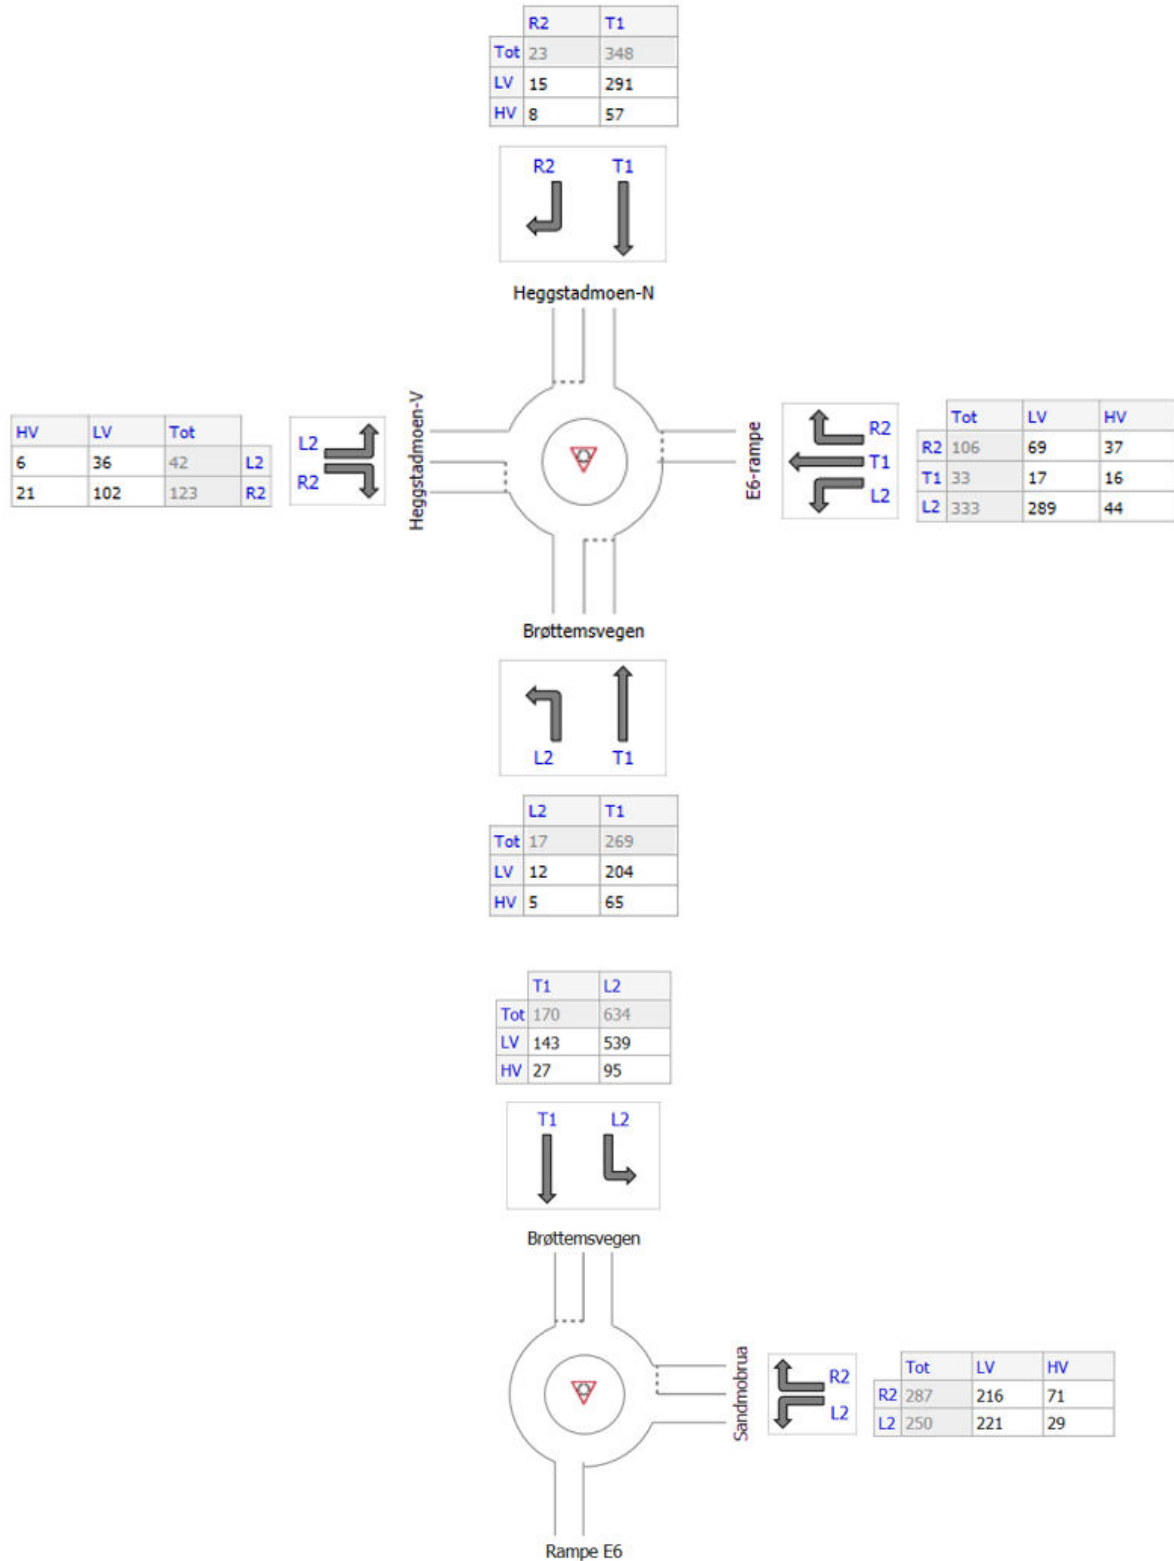 R2 T1
Tot 23 348
LV 15 291
HV 8 57
R2 T1
Heggstadmoen-N
Heggstadmoen-V
HV LV Tot
6 36 42 L2
21 102 123 R2
L2
R2
E6-rampe
R2
T1
L2
Tot LV HV
R2 106 69 37
T1 33 17 16
L2 333 289 44
Brøttemsvegen
L2 T1
L2 T1
Tot 17 269
LV 12 204
HV 5 65
T1 L2
Tot 170 634
LV 143 539
HV 27 95
T1 L2
Brøttemsvegen
Sandmobrua
R2
L2
Tot LV HV
R2 287 216 71
L2 250 221 29
Rampe E6